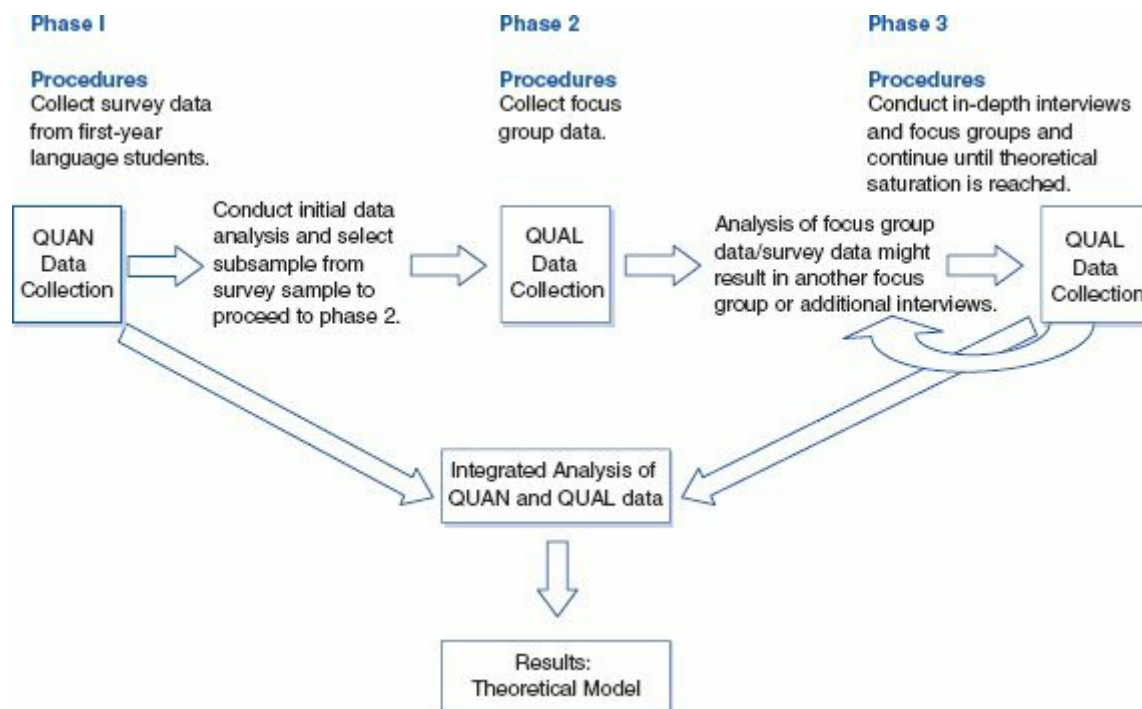 Phase I
Procedures
Collect survey data
from first-year
language students.
Phase 2
Procedures
Collect focus
group data.
Phase 3
Procedures
Conduct in-depth interviews
and focus groups and
continue until theoretical
saturation is reached.
QUAN
Data
Collection
Conduct initial data
analysis and select
subsample from
survey sample to
proceed to phase 2.
QUAL
Data
Collection
Analysis of focus group
data/survey data might
result in another focus
group or additional interviews.
QUAL
Data
Collection
Integrated Analysis of
QUAN and QUAL data
Results:
Theoretical Model